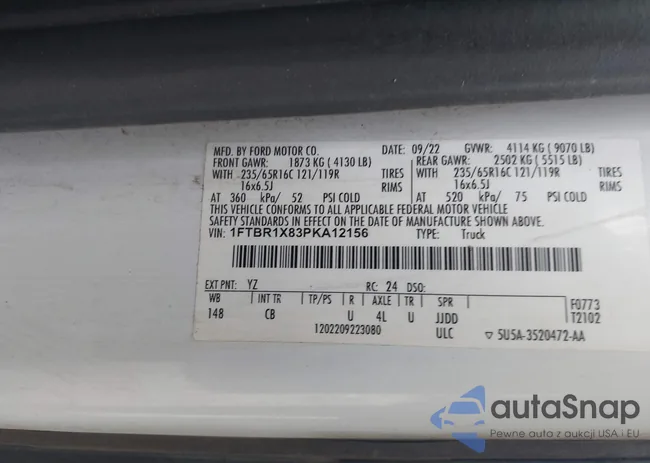 MFD. BY FORD MOTOR CO. DATE: 09/22 GVWR: 4114 KG ( 9070 LB)
FRONT GAWR: 1873 KG ( 4130 LB) REAR GAWR: 2502 KG ( 5515 LB)
WITH 235/65R16C 121/119R TIRES WITH 235/65R16C 121/119R TIRES
16x6.5J RIMS 16x6.5J RIMS
AT 360 kPa/ 52 PSI COLD AT 520 kPa/ 75 PSI COLD
THIS VEHICLE CONFORMS TO ALL APPLICABLE FEDERAL MOTOR VEHICLE
SAFETY STANDARDS IN EFFECT ON THE DATE OF MANUFACTURE SHOWN ABOVE.
VIN: 1FTBR1X83PKA12156 TYPE: Truck
EXT PNT: YZ RC: 24 DSO:
WB INT TR TP/PS R AXLE TR SPR F0773
148 CB U 4L U JJDD T2102
1202209223080 ULC ▽ 5U5A-3520472-AA
autoSnap
Pewne auto z aukcji USA i EU